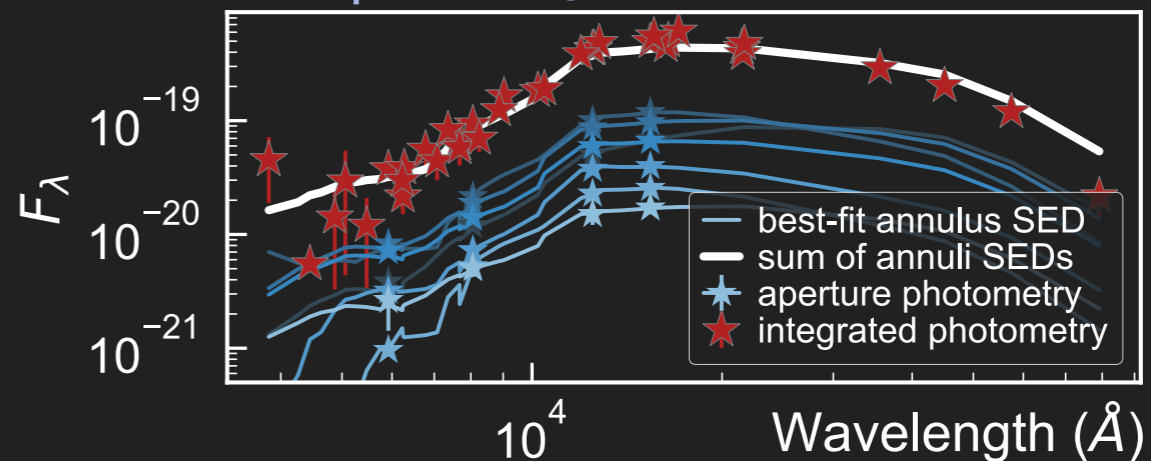 10⁻¹⁹
10⁻²⁰
10⁻²¹
F_λ
best-fit annulus SED
sum of annuli SEDs
aperture photometry
integrated photometry
10⁴
Wavelength (Å)